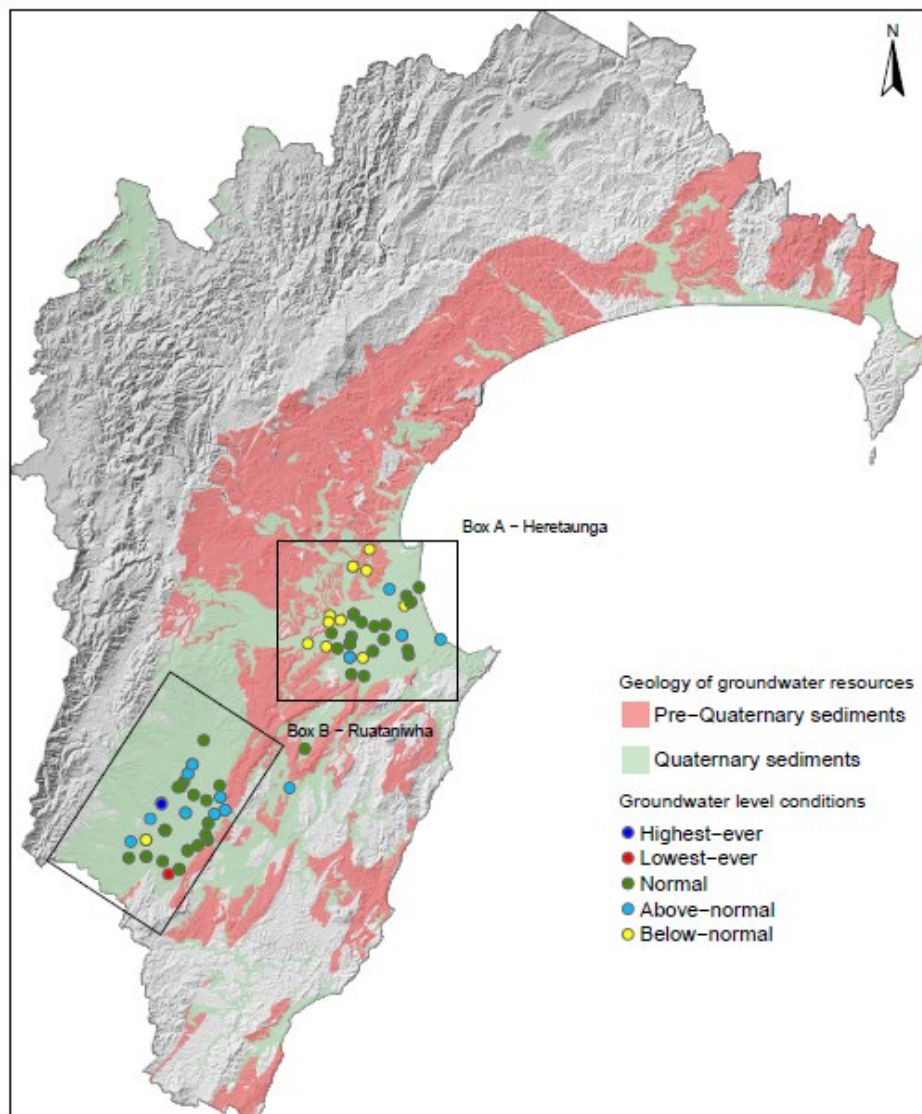 N
Box A − Heretaunga
Geology of groundwater resources
Pre−Quaternary sediments
Box B − Ruataniwha
Quaternary sediments
Groundwater level conditions
Highest−ever
Lowest−ever
Normal
Above−normal
Below−normal